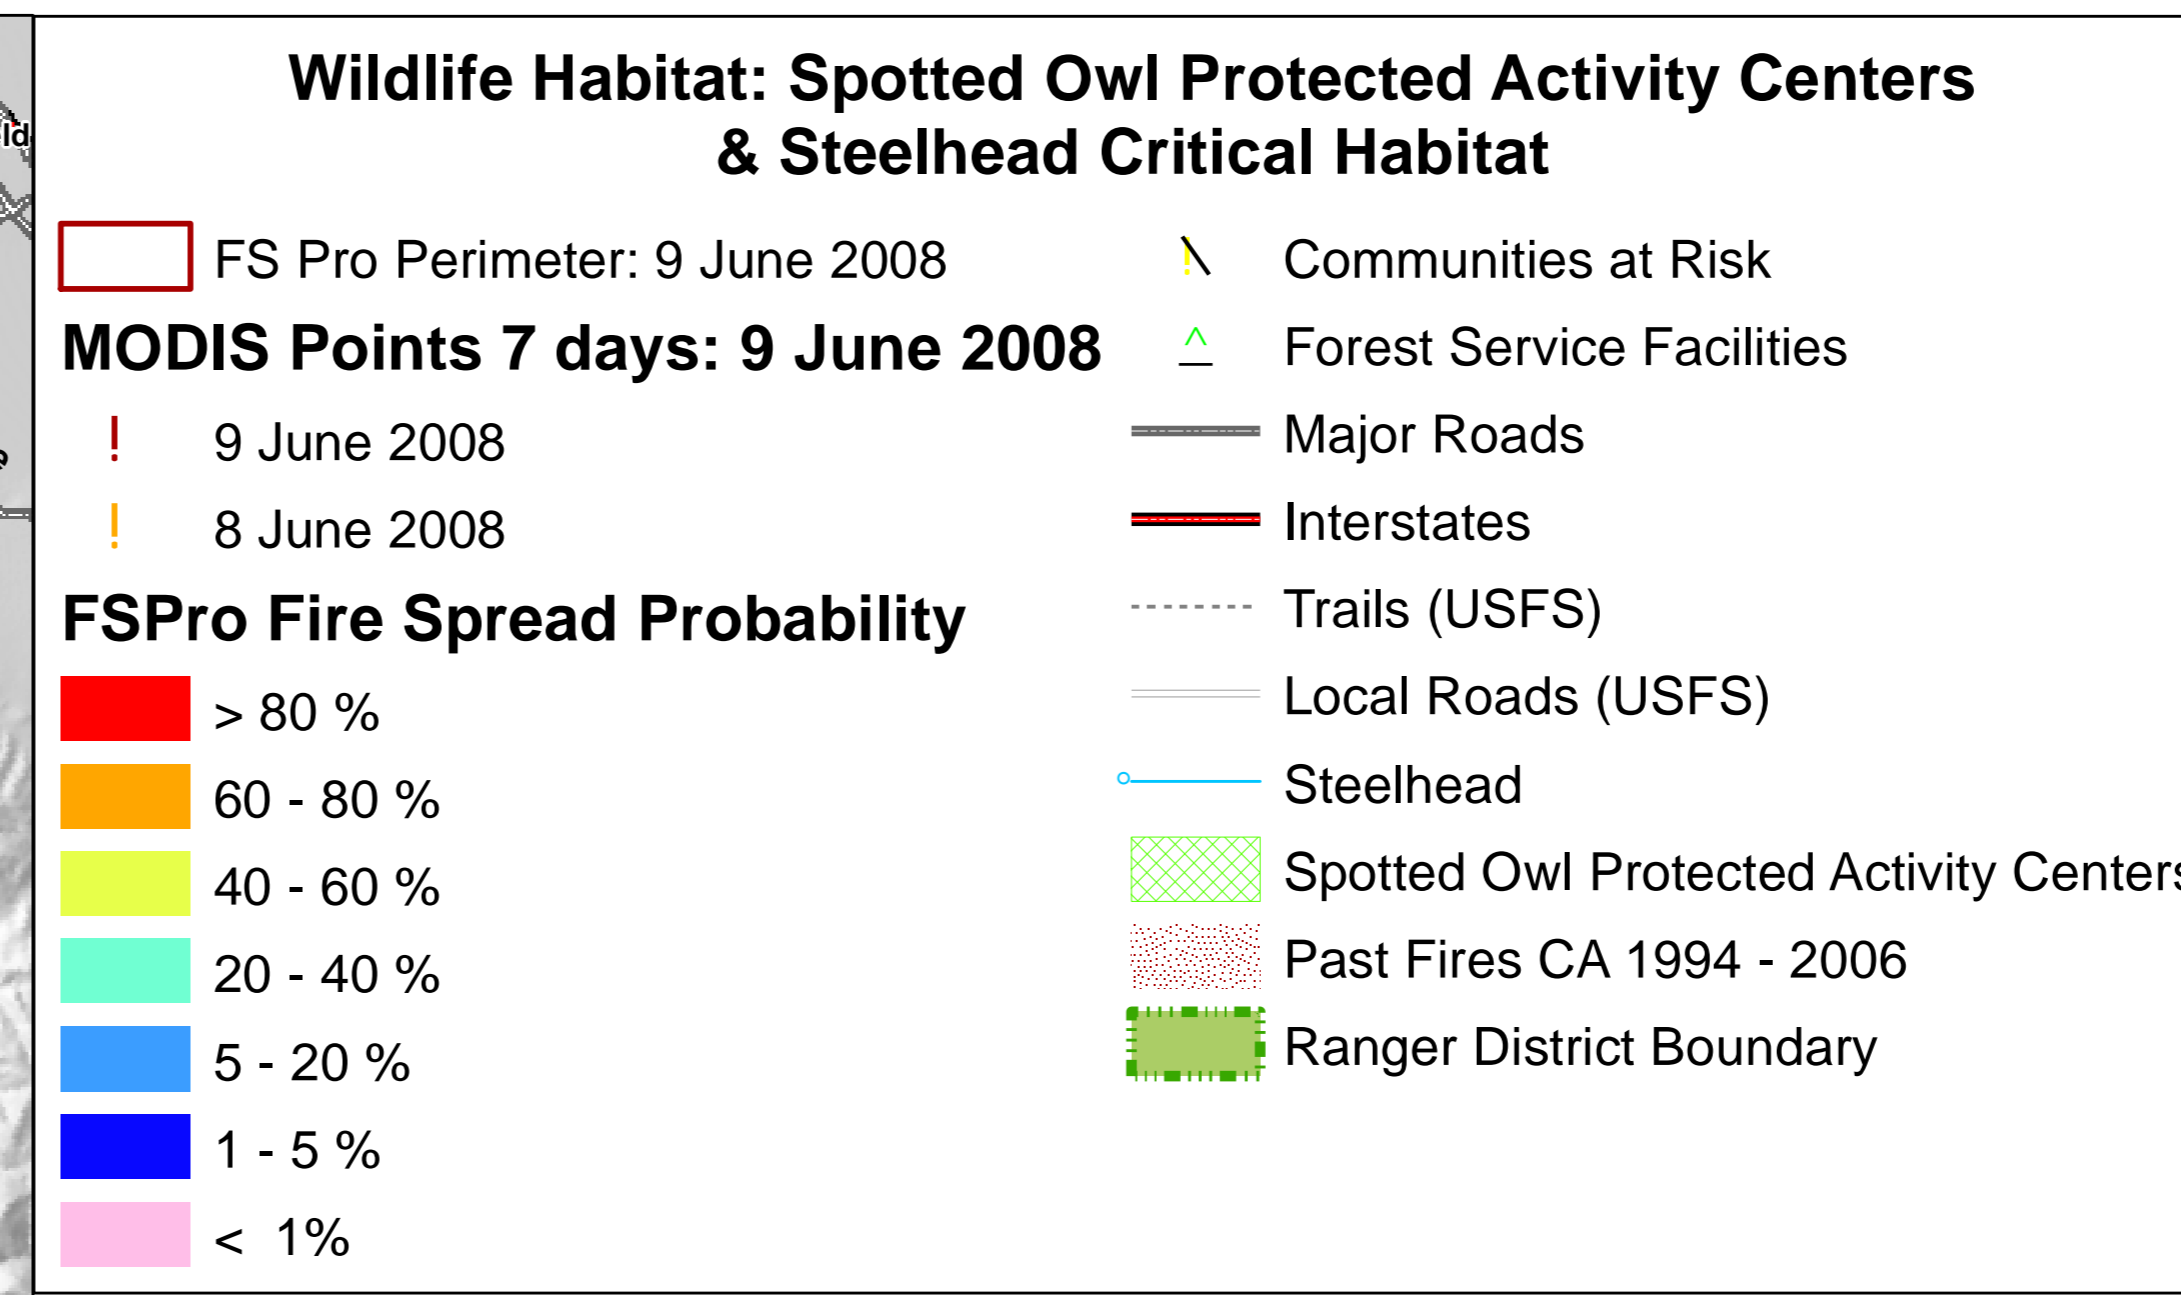 Wildlife Habitat: Spotted Owl Protected Activity Centers
& Steelhead Critical Habitat
FS Pro Perimeter: 9 June 2008
MODIS Points 7 days: 9 June 2008
9 June 2008
8 June 2008
FSPro Fire Spread Probability
> 80 %
60 - 80 %
40 - 60 %
20 - 40 %
5 - 20 %
1 - 5 %
< 1%
Communities at Risk
Forest Service Facilities
Major Roads
Interstates
Trails (USFS)
Local Roads (USFS)
Steelhead
Spotted Owl Protected Activity Centers
Past Fires CA 1994 - 2006
Ranger District Boundary